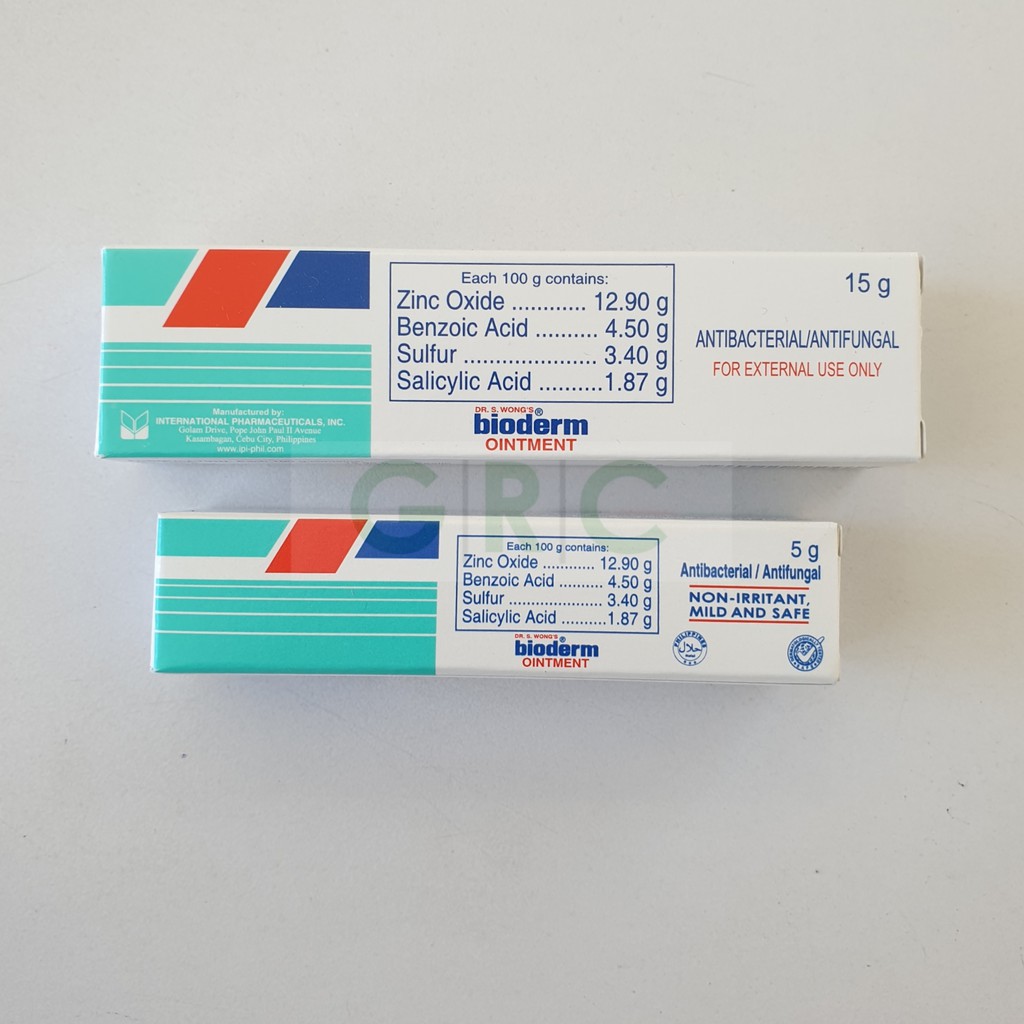 Each 100 g contains:
Zinc Oxide ............ 12.90 g
Benzoic Acid .......... 4.50 g
Sulfur ...................... 3.40 g
Salicylic Acid ..........1.87 g
DR. S. WONG'S
bioderm®
OINTMENT
15 g
ANTIBACTERIAL/ANTIFUNGAL
FOR EXTERNAL USE ONLY
Manufactured by:
INTERNATIONAL PHARMACEUTICALS, INC.
Golam Drive, Pope John Paul II Avenue
Kasambagan, Cebu City, Philippines
www.ipi-phil.com
G|R|C
Each 100 g contains:
Zinc Oxide ............ 12.90 g
Benzoic Acid .......... 4.50 g
Sulfur ...................... 3.40 g
Salicylic Acid ..........1.87 g
DR. S. WONG'S
bioderm®
OINTMENT
5 g
Antibacterial / Antifungal
NON-IRRITANT,
MILD AND SAFE
PHILIPPINES
حلال